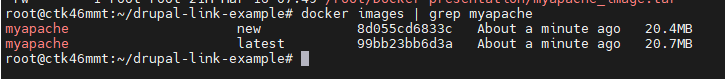 root@ctk46mmt:~/drupal-link-example# docker images | grep myapache
myapache new 8d055cd6833c About a minute ago 20.4MB
myapache latest 99bb23bb6d3a About a minute ago 20.7MB
root@ctk46mmt:~/drupal-link-example#